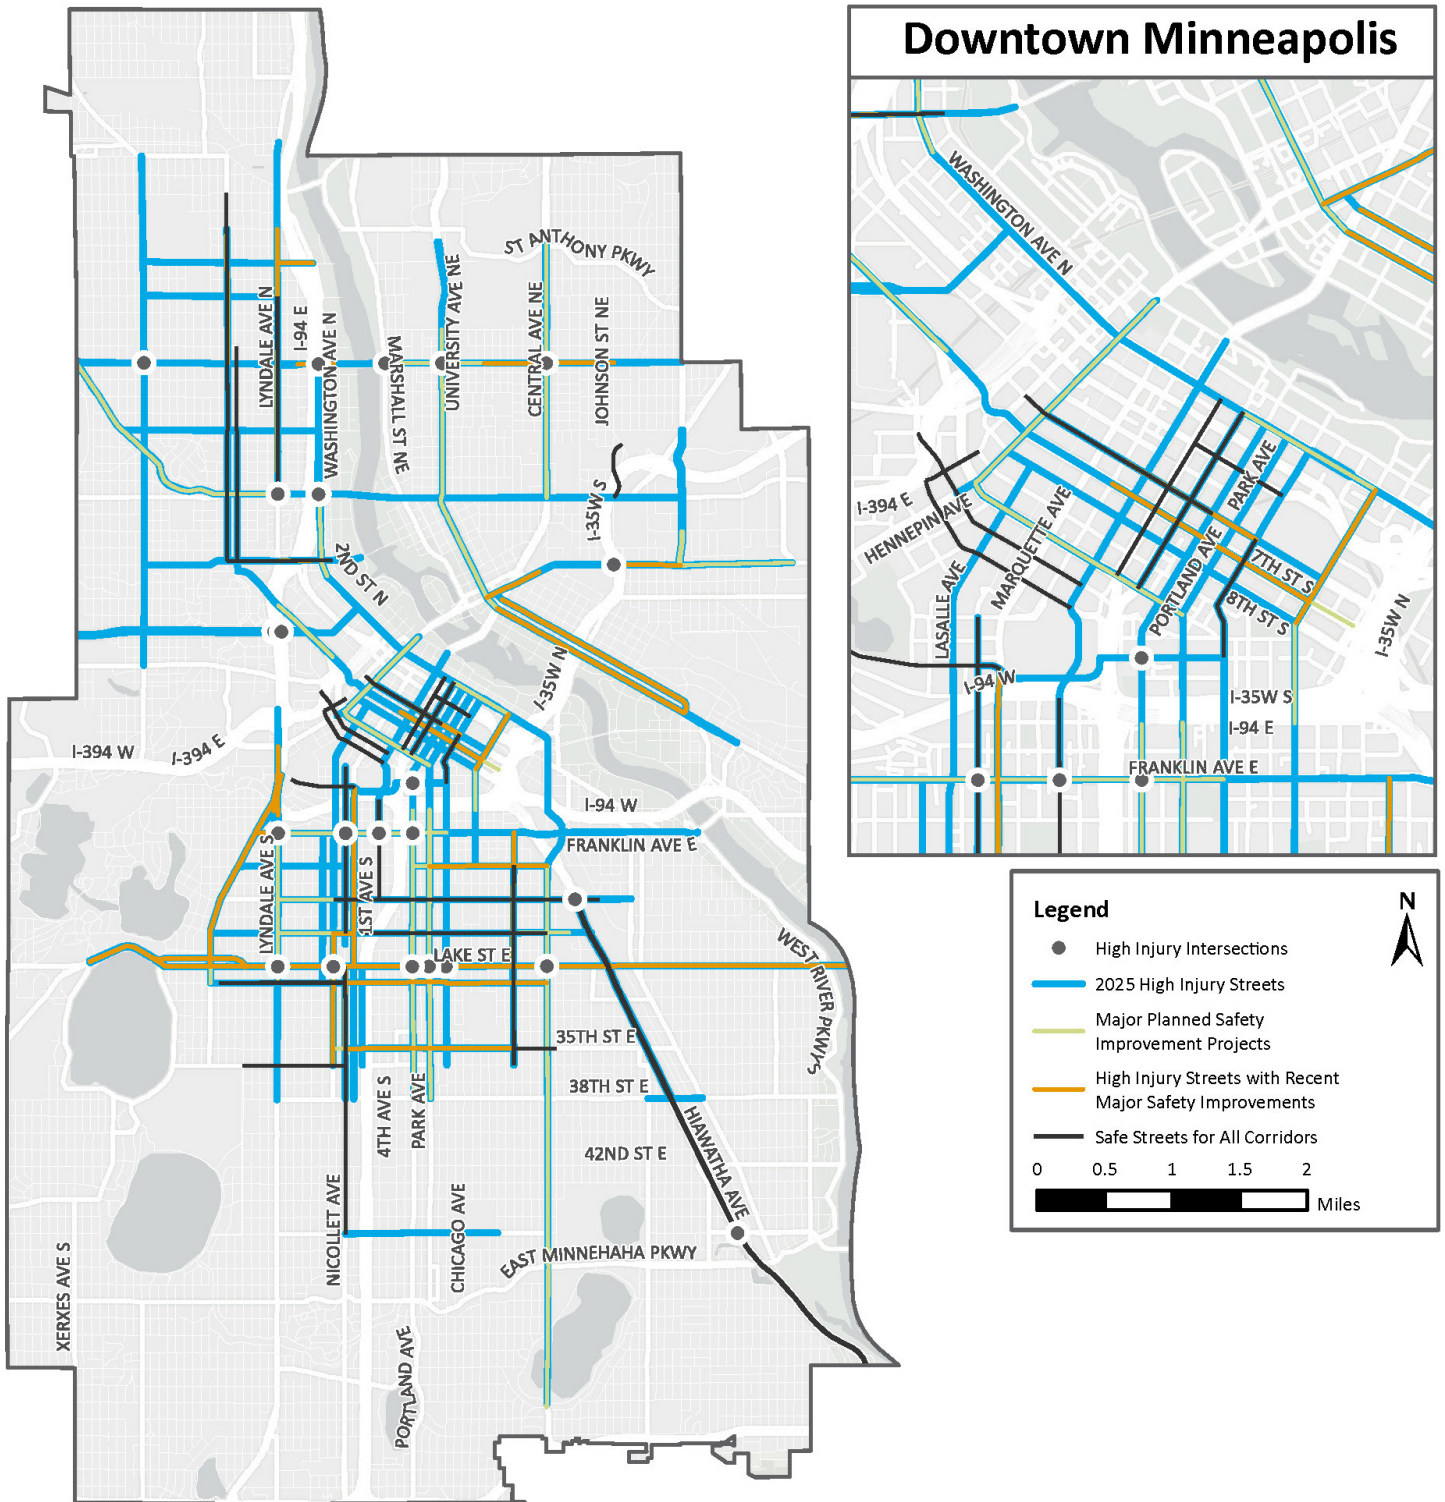 Downtown Minneapolis
WASHINGTON AVE N
I-394 E
HENNEPIN AVE
LASALLE AVE
MARQUETTE AVE
PARK AVE
PORTLAND AVE
7TH ST S
8TH ST S
I-35W N
I-94 W
I-35W S
I-94 E
FRANKLIN AVE E
ST ANTHONY PKWY
LYNDALE AVE N
I-94 E
WASHINGTON AVE N
MARSHALL ST NE
UNIVERSITY AVE NE
CENTRAL AVE NE
JOHNSON ST NE
I-35W S
2ND ST N
I-35W N
I-394 W
I-394 E
I-94 W
FRANKLIN AVE E
LYNDALE AVE S
1ST AVE S
LAKE ST E
WEST RIVER PKWY S
35TH ST E
38TH ST E
4TH AVE S
PARK AVE
42ND ST E
HIAWATHA AVE
NICOLLET AVE
CHICAGO AVE
EAST MINNEHAHA PKWY
XERXES AVE S
PORTLAND AVE
Legend
N
High Injury Intersections
2025 High Injury Streets
Major Planned Safety
Improvement Projects
High Injury Streets with Recent
Major Safety Improvements
Safe Streets for All Corridors
0 0.5 1 1.5 2
Miles